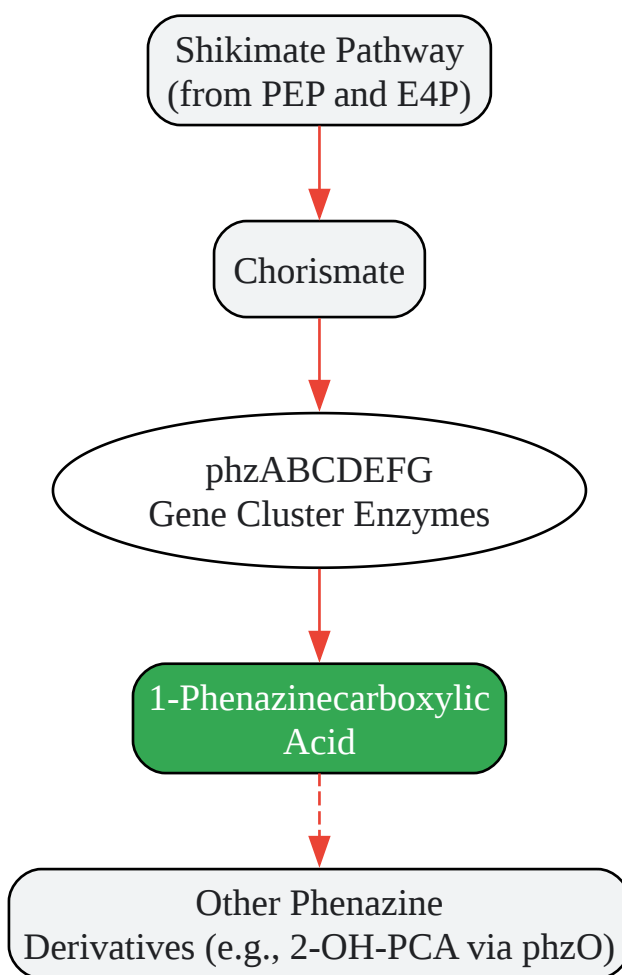 Shikimate Pathway
(from PEP and E4P)
Chorismate
phzABCDEFG
Gene Cluster Enzymes
1-Phenazinecarboxylic
Acid
Other Phenazine
Derivatives (e.g., 2-OH-PCA via phzO)